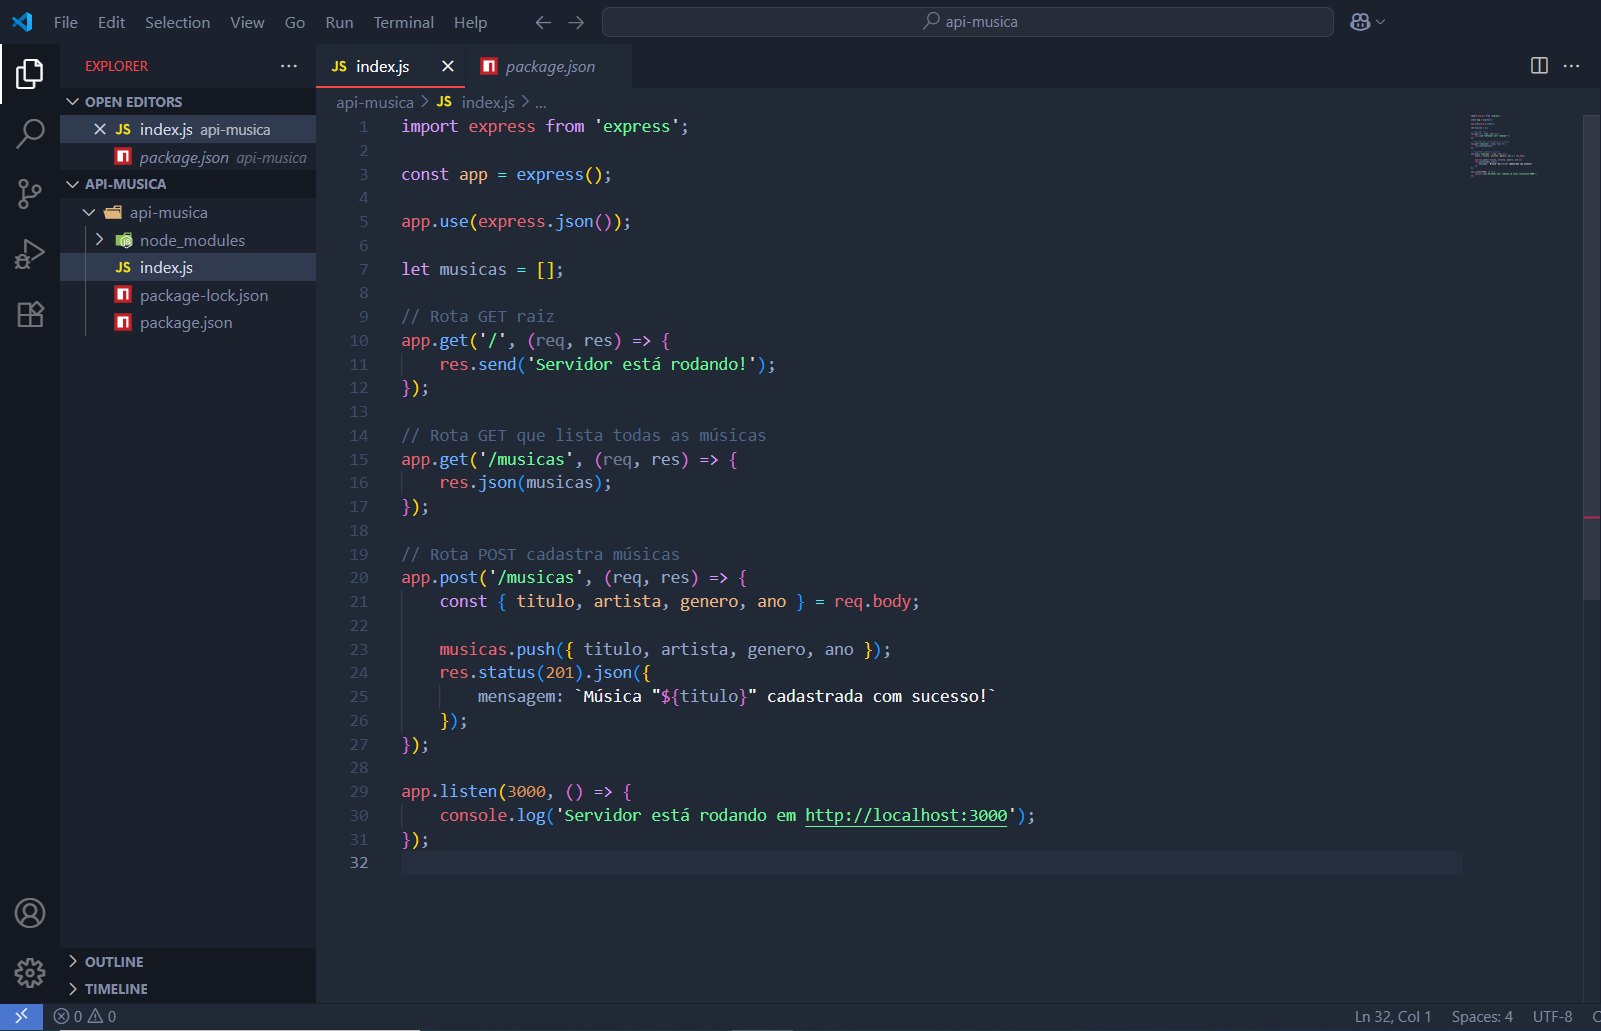 File Edit Selection View Go Run Terminal Help api-musica
EXPLORER
OPEN EDITORS
JS index.js api-musica
package.json api-musica
API-MUSICA
api-musica
node_modules
JS index.js
package-lock.json
package.json
OUTLINE
TIMELINE
JS index.js package.json
api-musica > JS index.js > ...
1 import express from 'express';
2
3 const app = express();
4
5 app.use(express.json());
6
7 let musicas = [];
8
9 // Rota GET raiz
10 app.get('/', (req, res) => {
11 res.send('Servidor está rodando!');
12 });
13
14 // Rota GET que lista todas as músicas
15 app.get('/musicas', (req, res) => {
16 res.json(musicas);
17 });
18
19 // Rota POST cadastra músicas
20 app.post('/musicas', (req, res) => {
21 const { titulo, artista, genero, ano } = req.body;
22
23 musicas.push({ titulo, artista, genero, ano });
24 res.status(201).json({
25 mensagem: `Música "${titulo}" cadastrada com sucesso!`
26 });
27 });
28
29 app.listen(3000, () => {
30 console.log('Servidor está rodando em http://localhost:3000');
31 });
32
0 0 Ln 32, Col 1 Spaces: 4 UTF-8